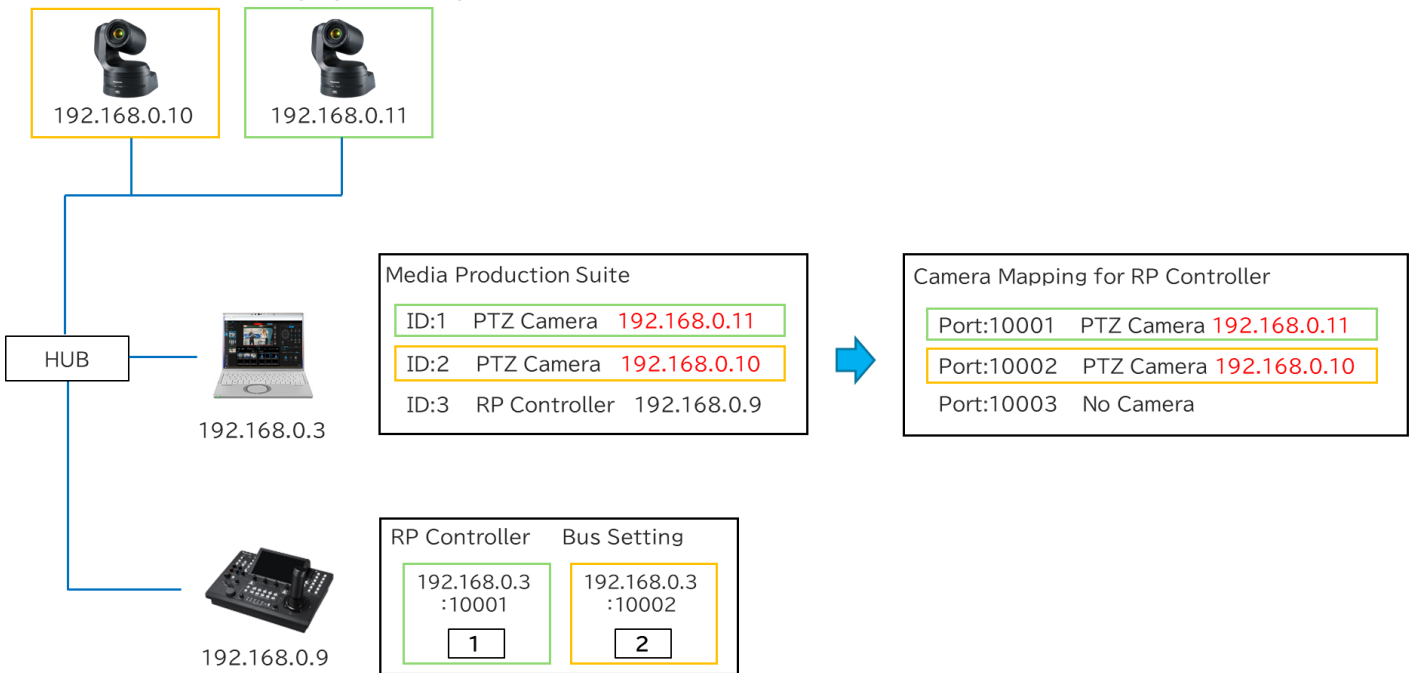 192.168.0.10
192.168.0.11
Media Production Suite
ID:1 PTZ Camera 192.168.0.11
ID:2 PTZ Camera 192.168.0.10
ID:3 RP Controller 192.168.0.9
Camera Mapping for RP Controller
Port:10001 PTZ Camera 192.168.0.11
Port:10002 PTZ Camera 192.168.0.10
Port:10003 No Camera
HUB
192.168.0.3
RP Controller Bus Setting
192.168.0.3
:10001
1
192.168.0.3
:10002
2
192.168.0.9